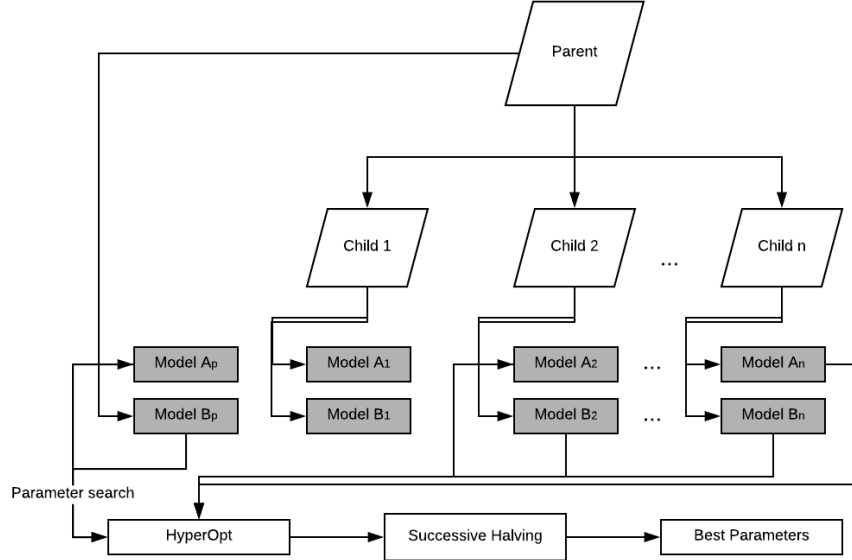 Parent
Child 1
Child 2
Child n
...
Model Ap
Model A1
Model A2
...
Model An
Model Bp
Model B1
Model B2
...
Model Bn
Parameter search
HyperOpt
Successive Halving
Best Parameters